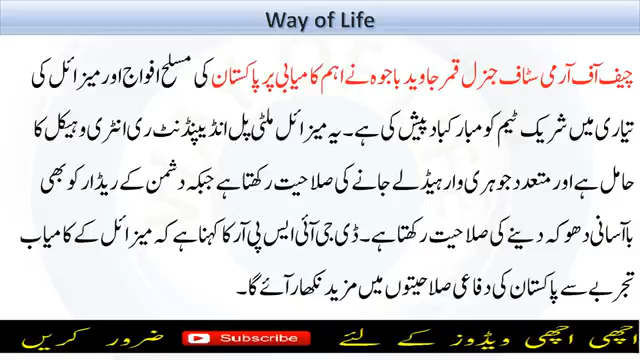 Way of Life
چیف آف آرمی سٹاف جنرل قمر جاوید باجوہ نے اہم کامیابی پر پاکستان کی مسلح افواج اور میزائل کی
تیاری میں شریک ٹیم کو مبارکباد پیش کی ہے۔ یہ میزائل ملٹی پل انڈیپینڈنٹ ری انٹری وہیکل کا
حامل ہے اور متعدد جوہری وار ہیڈ لے جانے کی صلاحیت رکھتا ہے جبکہ دشمن کے ریڈار کو بھی
باآسانی دھوکہ دینے کی صلاحیت رکھتا ہے۔ ڈی جی آئی ایس پی آر کا کہنا ہے کہ میزائل کے کامیاب
تجربے سے پاکستان کی دفاعی صلاحیتوں میں مزید نکھار آئے گا۔
اچھی اچھی ویڈوز کے لئے Subscribe ضرور کریں